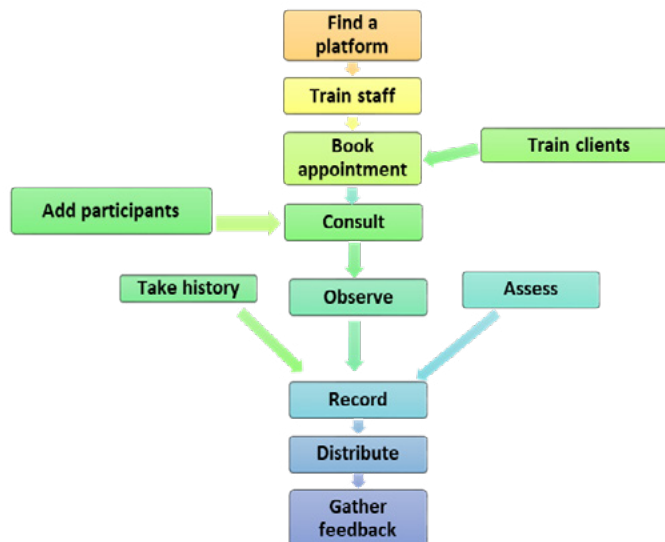 Find a
platform
Train staff
Book
appointment
Train clients
Add participants
Consult
Take history
Observe
Assess
Record
Distribute
Gather
feedback